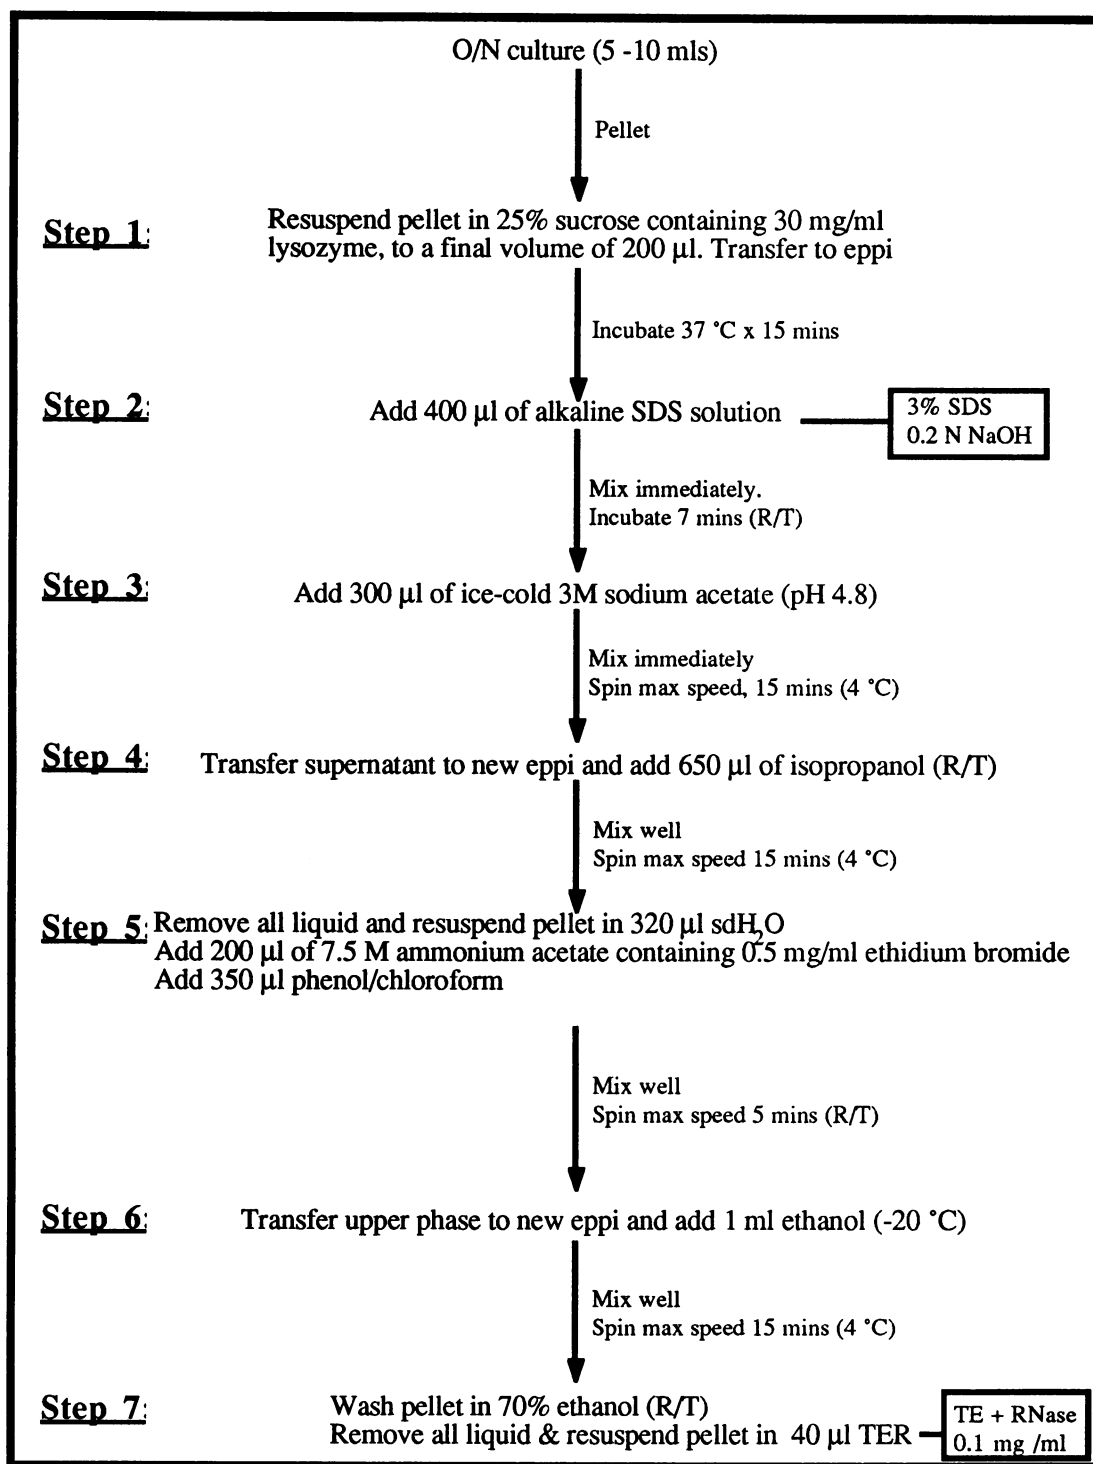 O/N culture (5 -10 mls)
Pellet
Step 1:
Resuspend pellet in 25% sucrose containing 30 mg/ml
lysozyme, to a final volume of 200 µl. Transfer to eppi
Incubate 37 °C x 15 mins
Step 2:
Add 400 µl of alkaline SDS solution
3% SDS
0.2 N NaOH
Mix immediately.
Incubate 7 mins (R/T)
Step 3:
Add 300 µl of ice-cold 3M sodium acetate (pH 4.8)
Mix immediately
Spin max speed, 15 mins (4 °C)
Step 4:
Transfer supernatant to new eppi and add 650 µl of isopropanol (R/T)
Mix well
Spin max speed 15 mins (4 °C)
Step 5:
Remove all liquid and resuspend pellet in 320 µl sdH₂O
Add 200 µl of 7.5 M ammonium acetate containing 0.5 mg/ml ethidium bromide
Add 350 µl phenol/chloroform
Mix well
Spin max speed 5 mins (R/T)
Step 6:
Transfer upper phase to new eppi and add 1 ml ethanol (-20 °C)
Mix well
Spin max speed 15 mins (4 °C)
Step 7:
Wash pellet in 70% ethanol (R/T)
Remove all liquid & resuspend pellet in 40 µl TER
TE + RNase
0.1 mg /ml